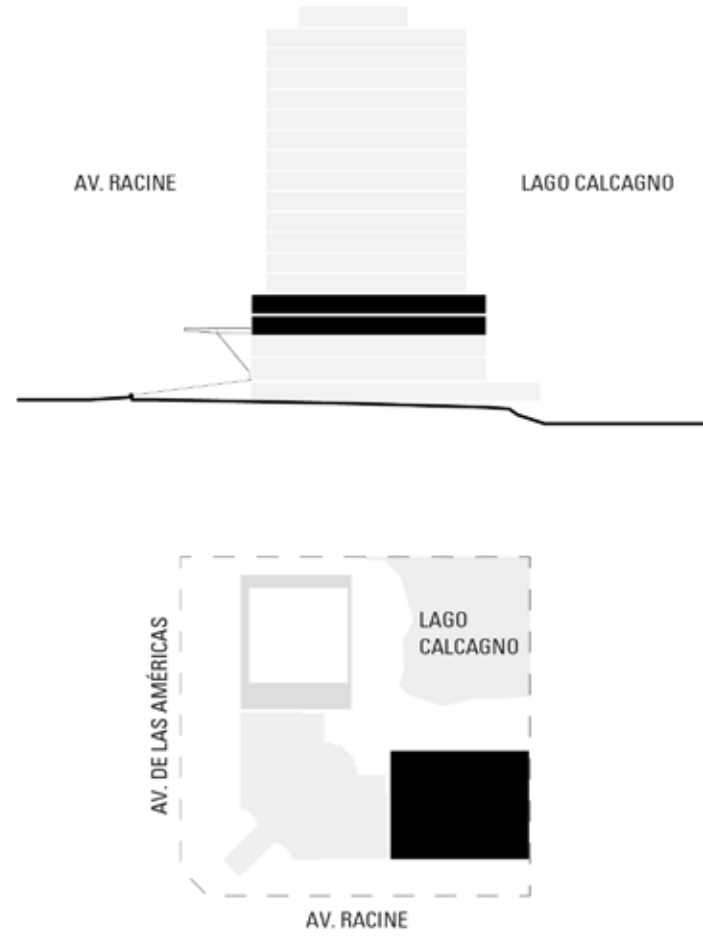 AV. RACINE
LAGO CALCAGNO
LAGO
CALCAGNO
AV. DE LAS AMÉRICAS
AV. RACINE